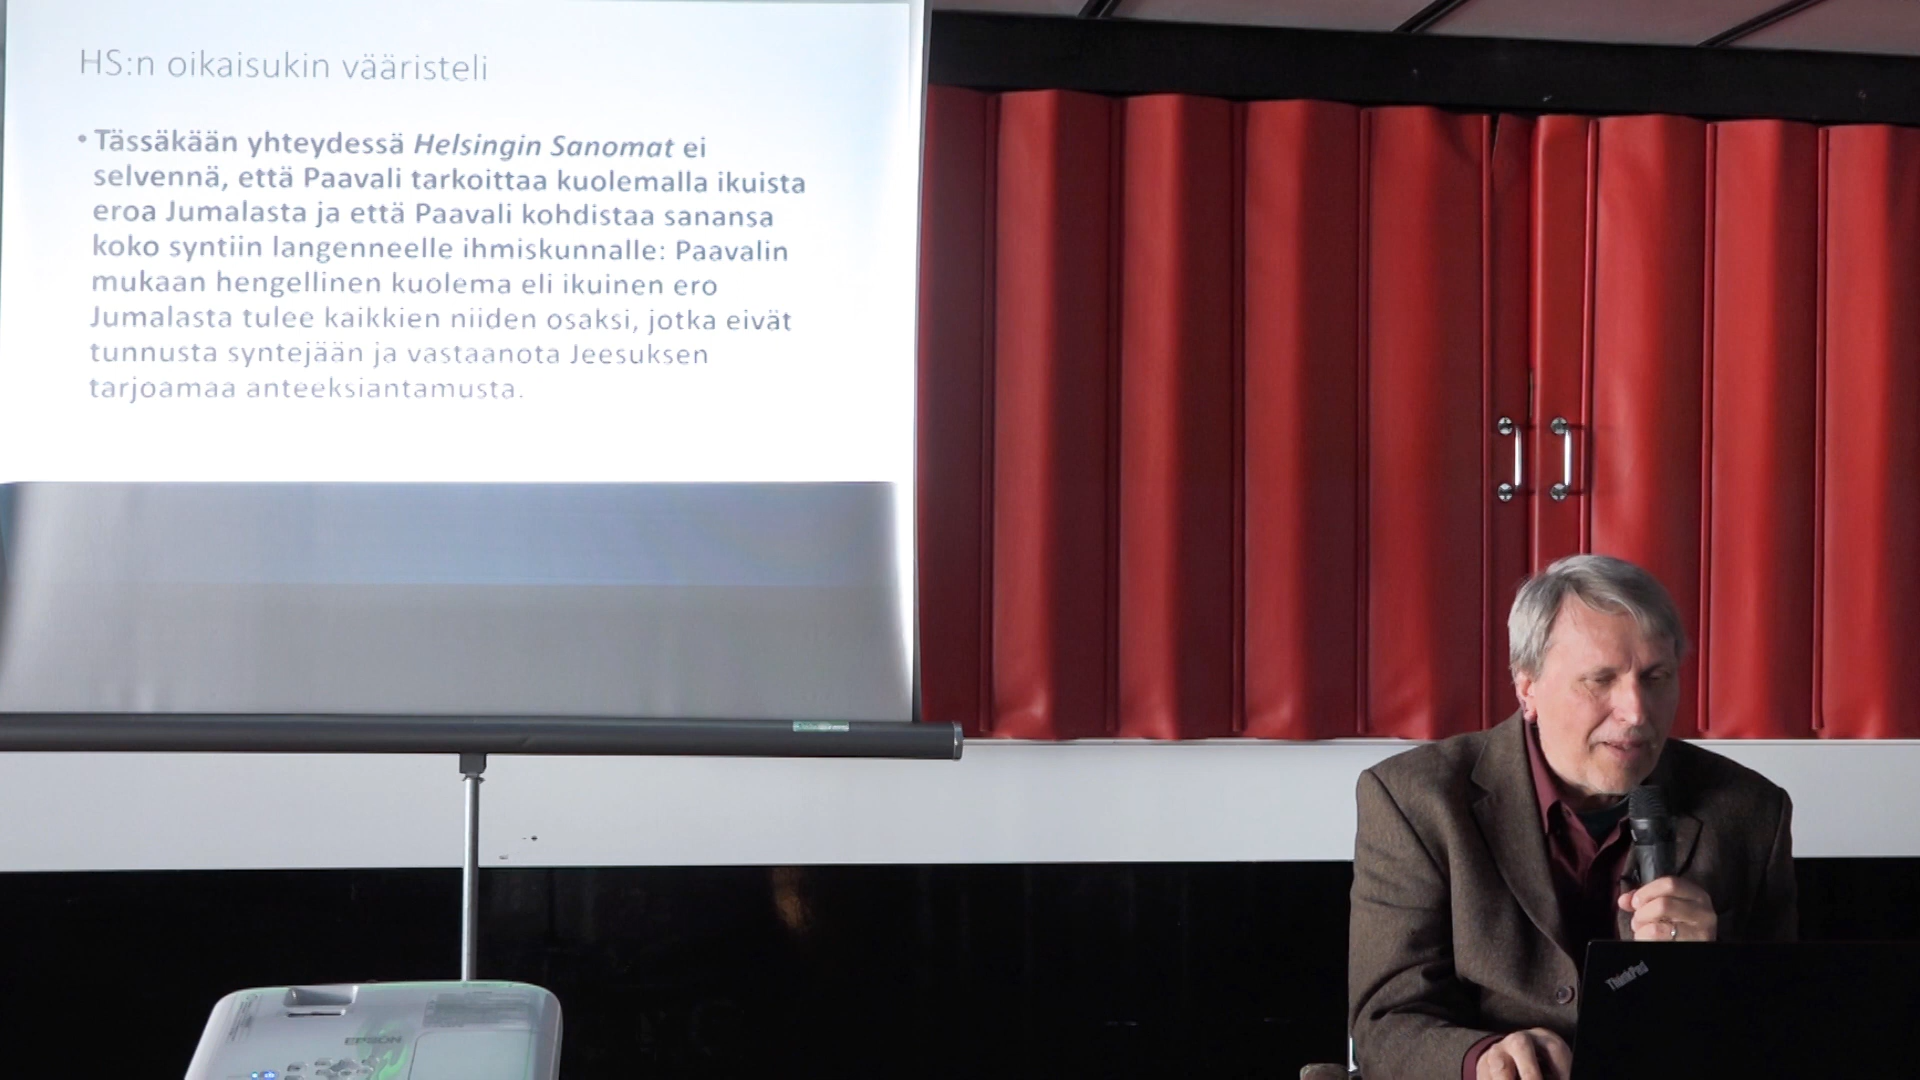 HS:n oikaisukin vääristeli
• Tässäkään yhteydessä Helsingin Sanomat ei
selvennä, että Paavali tarkoittaa kuolemalla ikuista
eroa Jumalasta ja että Paavali kohdistaa sanansa
koko syntiin langenneelle ihmiskunnalle: Paavalin
mukaan hengellinen kuolema eli ikuinen ero
Jumalasta tulee kaikkien niiden osaksi, jotka eivät
tunnusta syntejään ja vastaanota Jeesuksen
tarjoamaa anteeksiantamusta.
EPSON
ThinkPad